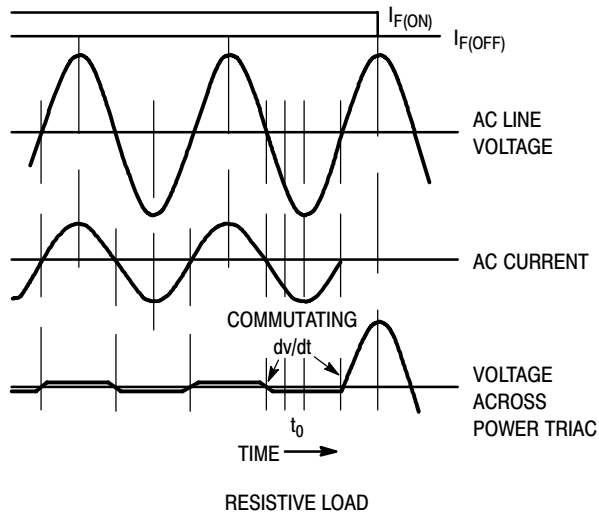 IF(ON)
IF(OFF)
AC LINE
VOLTAGE
AC CURRENT
COMMUTATING
dv/dt
VOLTAGE
ACROSS
POWER TRIAC
t0
TIME
RESISTIVE LOAD